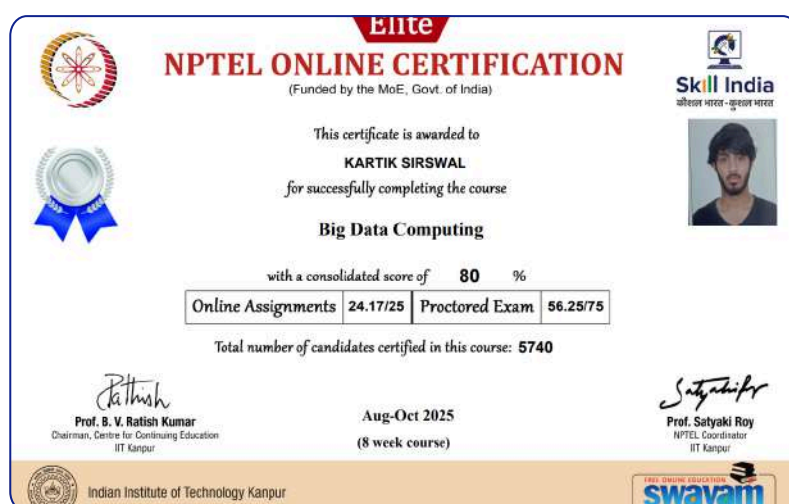 Elite
NPTEL ONLINE CERTIFICATION
(Funded by the MoE, Govt. of India)
Skill India
कौशल भारत - कुशल भारत
This certificate is awarded to
KARTIK SIRSWAL
for successfully completing the course
Big Data Computing
with a consolidated score of 80 %
Online Assignments 24.17/25 Proctored Exam 56.25/75
Total number of candidates certified in this course: 5740
Prof. B. V. Ratish Kumar
Chairman, Centre for Continuing Education
IIT Kanpur
Aug-Oct 2025
(8 week course)
Prof. Satyaki Roy
NPTEL Coordinator
IIT Kanpur
Indian Institute of Technology Kanpur
FREE ONLINE EDUCATION
swayam